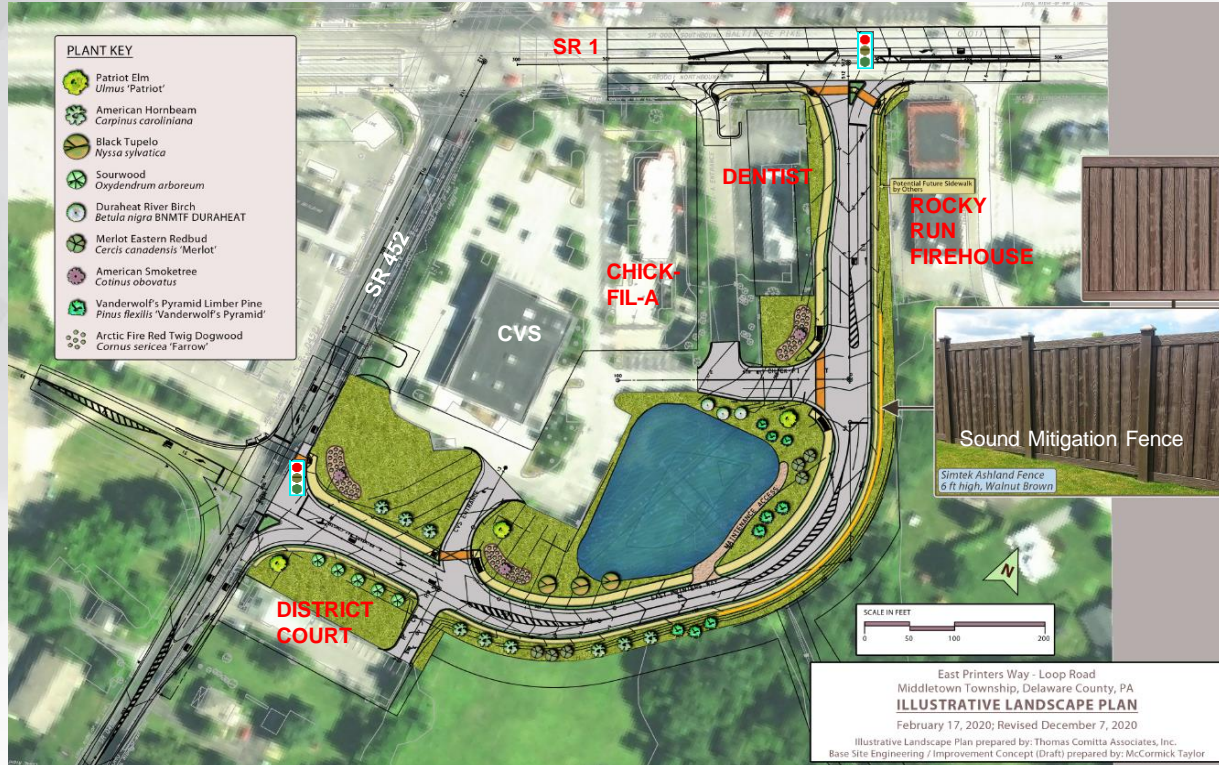 PLANT KEY
Patriot Elm
Ulmus 'Patriot'
American Hornbeam
Carpinus caroliniana
Black Tupelo
Nyssa sylvatica
Sourwood
Oxydendrum arboreum
Duraheat River Birch
Betula nigra BNMTF DURAHEAT
Merlot Eastern Redbud
Cercis canadensis 'Merlot'
American Smoketree
Cotinus obovatus
Vanderwolf's Pyramid Limber Pine
Pinus flexilis 'Vanderwolf's Pyramid'
Arctic Fire Red Twig Dogwood
Cornus sericea 'Farrow'
SR 1
BALTIMORE PIKE
SR 452
CVS
CHICK-
FIL-A
DENTIST
Potential Future Sidewalk
by Others
ROCKY
RUN
FIREHOUSE
Sound Mitigation Fence
Simtek Ashland Fence
6 ft high, Walnut Brown
MAINTENANCE ACCESS
CVS ENTRANCE
DISTRICT
COURT
N
SCALE IN FEET
0 50 100 200
East Printers Way - Loop Road
Middletown Township, Delaware County, PA
ILLUSTRATIVE LANDSCAPE PLAN
February 17, 2020; Revised December 7, 2020
Illustrative Landscape Plan prepared by: Thomas Comitta Associates, Inc.
Base Site Engineering / Improvement Concept (Draft) prepared by: McCormick Taylor